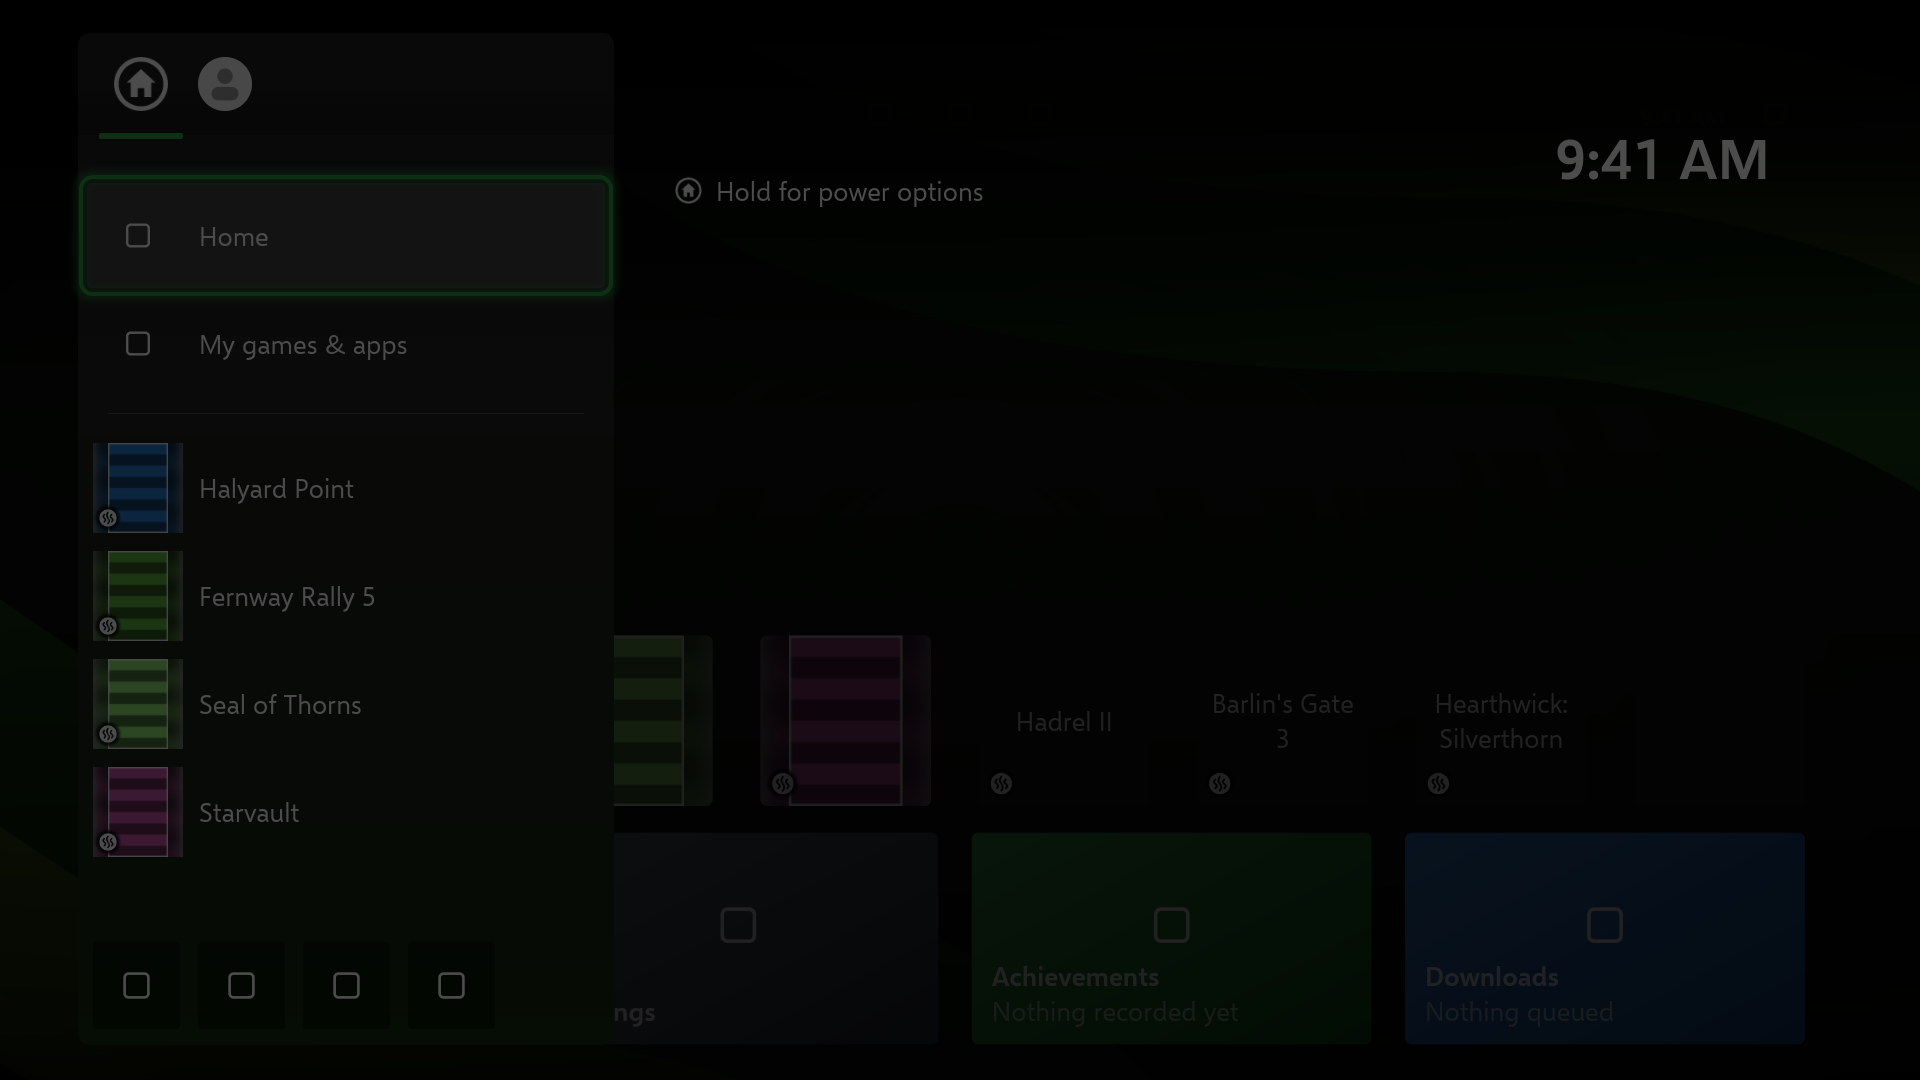 9:41 AM
Hold for power options
Home
My games & apps
Halyard Point
Fernway Rally 5
Seal of Thorns
Starvault
Hadrel II
Barlin's Gate
3
Hearthwick:
Silverthorn
ngs
Achievements
Nothing recorded yet
Downloads
Nothing queued